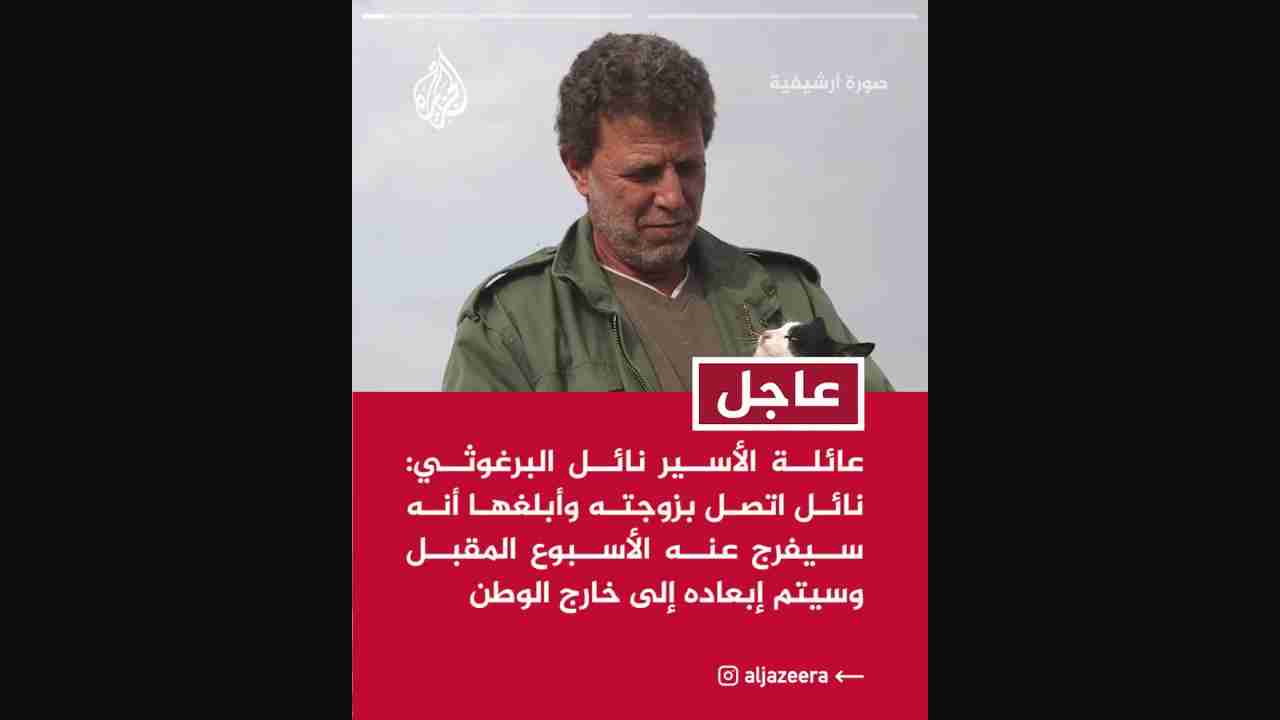 الجزيرة
صورة أرشيفية
عاجل
عائلة الأسير نائل البرغوثي:
نائل اتصل بزوجته وأبلغها أنه
سيفرج عنه الأسبوع المقبل
وسيتم إبعاده إلى خارج الوطن
aljazeera